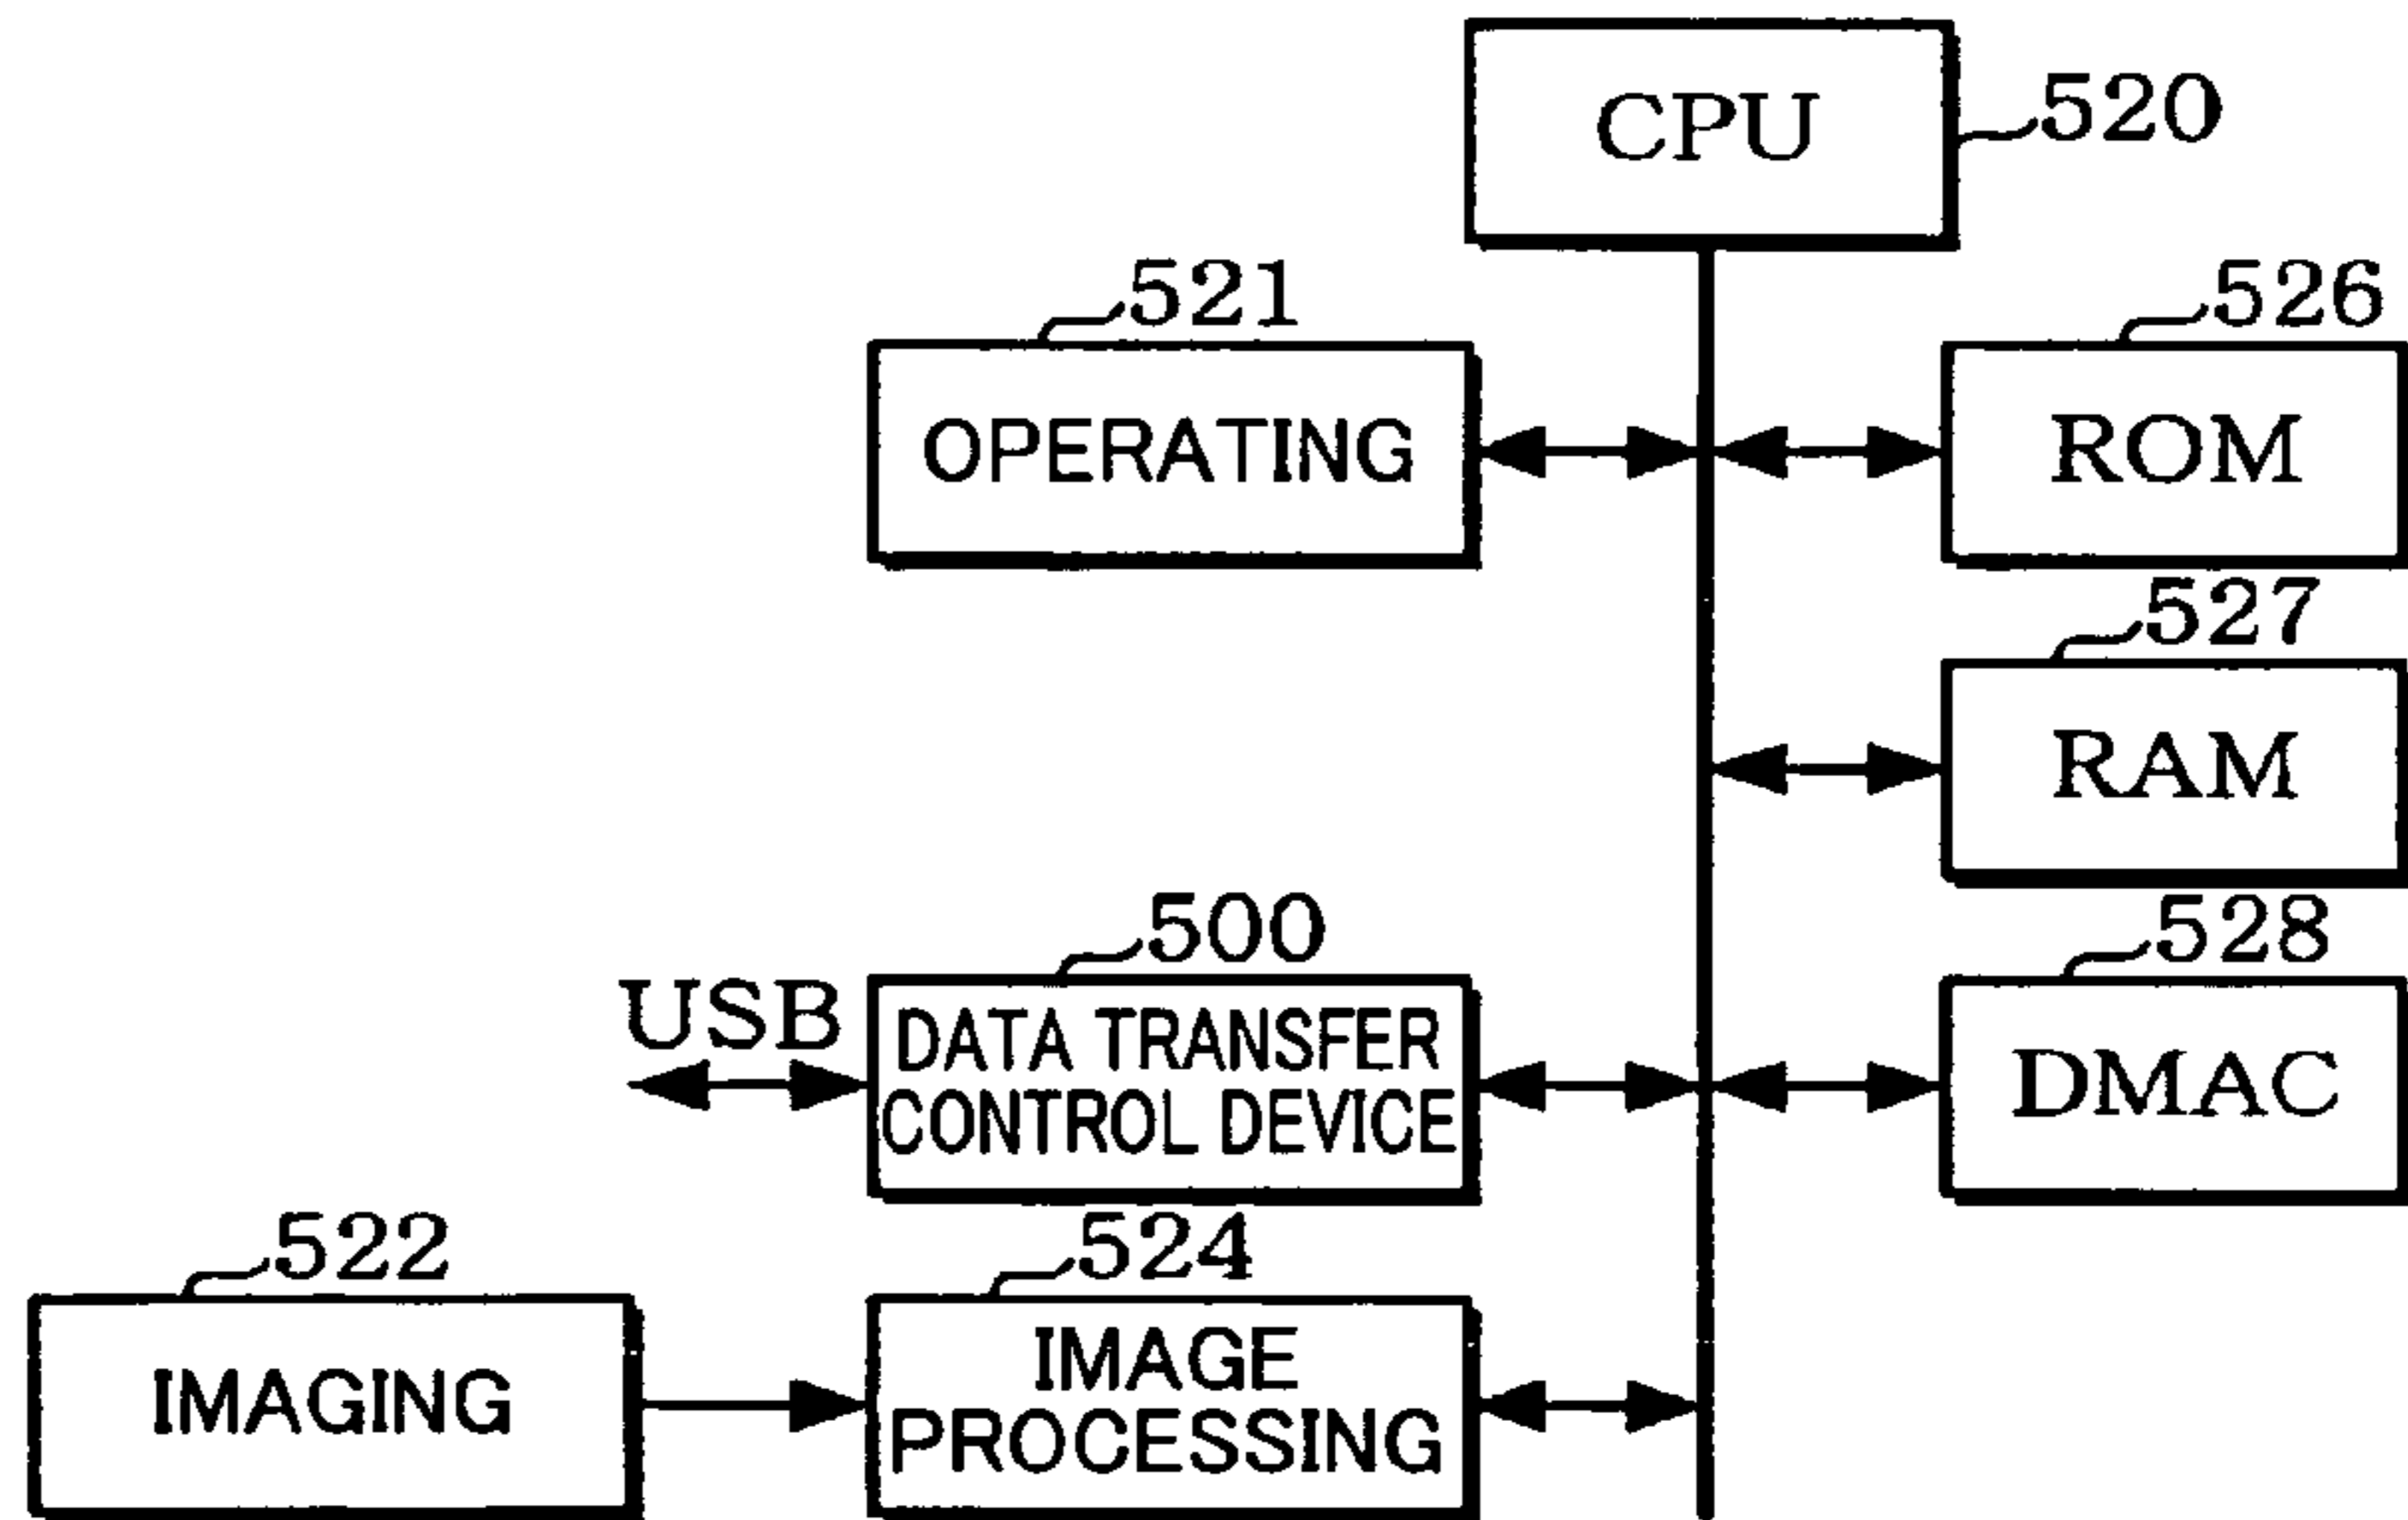 CPU
520
521
526
OPERATING
ROM
527
RAM
500
528
USB
DATA TRANSFER
CONTROL DEVICE
DMAC
522
524
IMAGING
IMAGE
PROCESSING